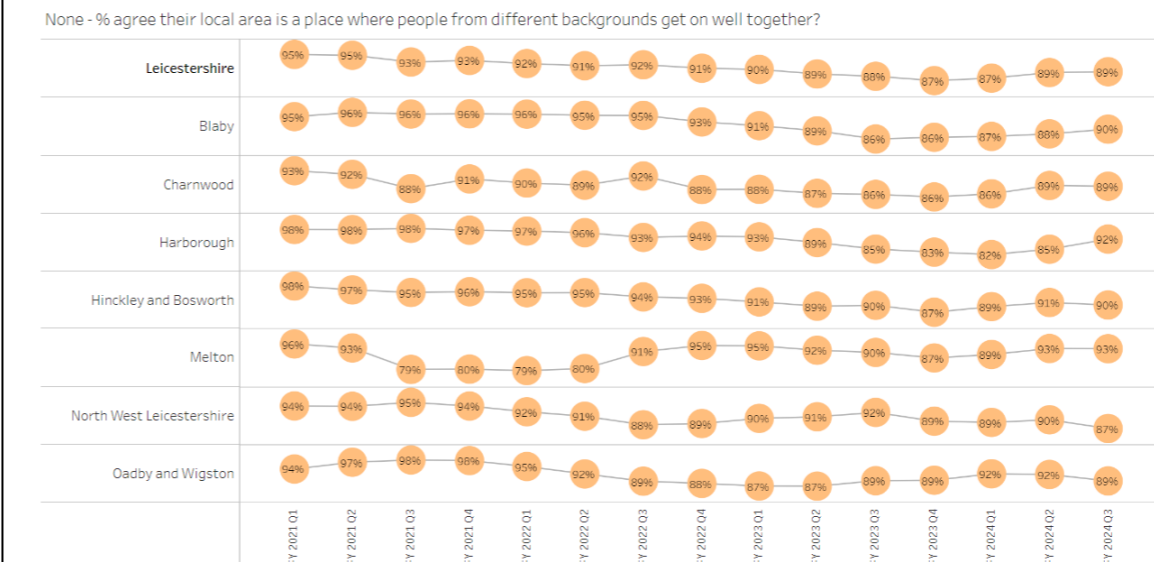 None - % agree their local area is a place where people from different backgrounds get on well together?
Leicestershire 95% 95% 93% 93% 92% 91% 92% 91% 90% 89% 88% 87% 87% 89% 89%
Blaby 95% 96% 96% 96% 96% 95% 95% 93% 91% 89% 86% 86% 87% 88% 90%
Charnwood 93% 92% 88% 91% 90% 89% 92% 88% 88% 87% 86% 86% 86% 89% 89%
Harborough 98% 98% 98% 97% 97% 96% 93% 94% 93% 89% 85% 83% 82% 85% 92%
Hinckley and Bosworth 98% 97% 95% 96% 95% 95% 94% 93% 91% 89% 90% 87% 89% 91% 90%
Melton 96% 93% 79% 80% 79% 80% 91% 95% 95% 92% 90% 87% 89% 93% 93%
North West Leicestershire 94% 94% 95% 94% 92% 91% 88% 89% 90% 91% 92% 89% 89% 90% 87%
Oadby and Wigston 94% 97% 98% 98% 95% 92% 89% 88% 87% 87% 89% 89% 92% 92% 89%
Y 2021 Q1
Y 2021 Q2
Y 2021 Q3
Y 2021 Q4
Y 2022 Q1
Y 2022 Q2
Y 2022 Q3
Y 2022 Q4
Y 2023 Q1
Y 2023 Q2
Y 2023 Q3
Y 2023 Q4
Y 2024 Q1
Y 2024 Q2
Y 2024 Q3